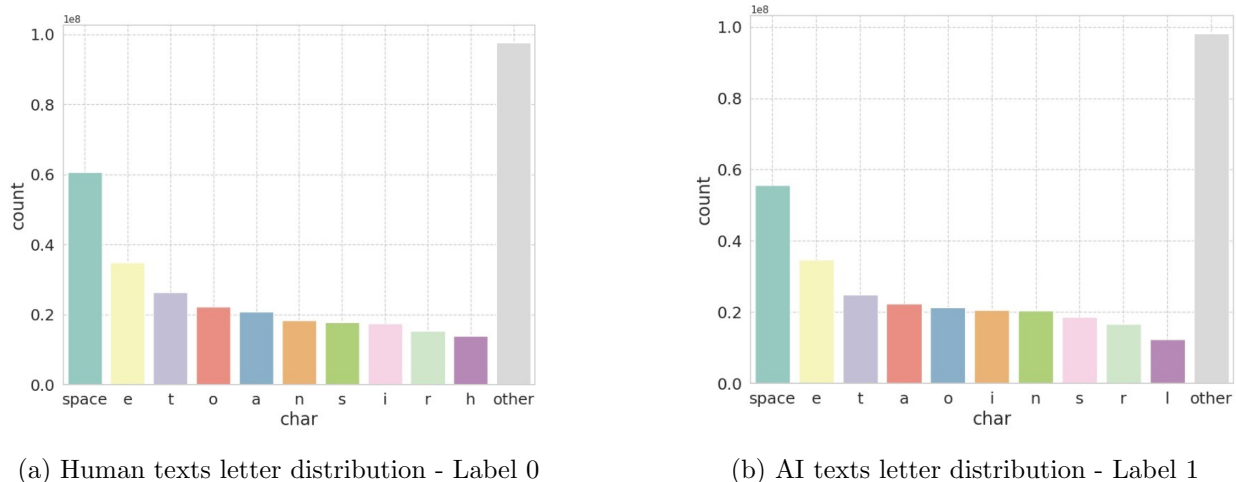 1e8
1.0
0.8
0.6
0.4
0.2
0.0
count
space e t o a n s i r h other
char
(a) Human texts letter distribution - Label 0
1e8
1.0
0.8
0.6
0.4
0.2
0.0
count
space e t a o i n s r l other
char
(b) AI texts letter distribution - Label 1